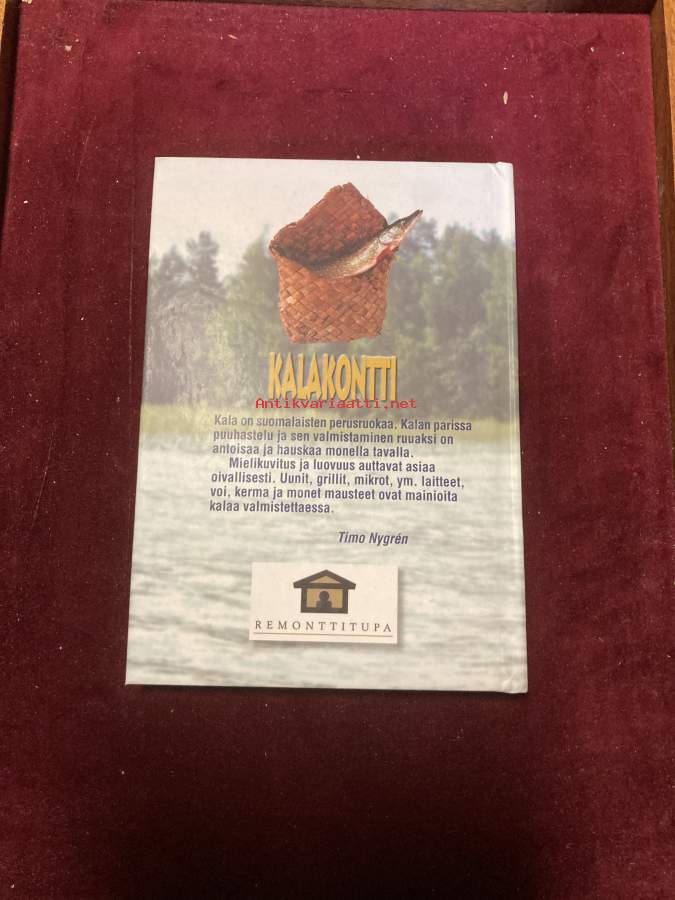 KALAKONTTI
Antikvariaatti.net
Kala on suomalaisten perusruokaa. Kalan parissa
puuhastelu ja sen valmistaminen ruuaksi on
antoisaa ja hauskaa monella tavalla.
Mielikuvitus ja luovuus auttavat asiaa
oivallisesti. Uunit, grillit, mikrot, ym. laitteet,
voi, kerma ja monet mausteet ovat mainioita
kalaa valmistettaessa.
Timo Nygrén
REMONTTITUPA